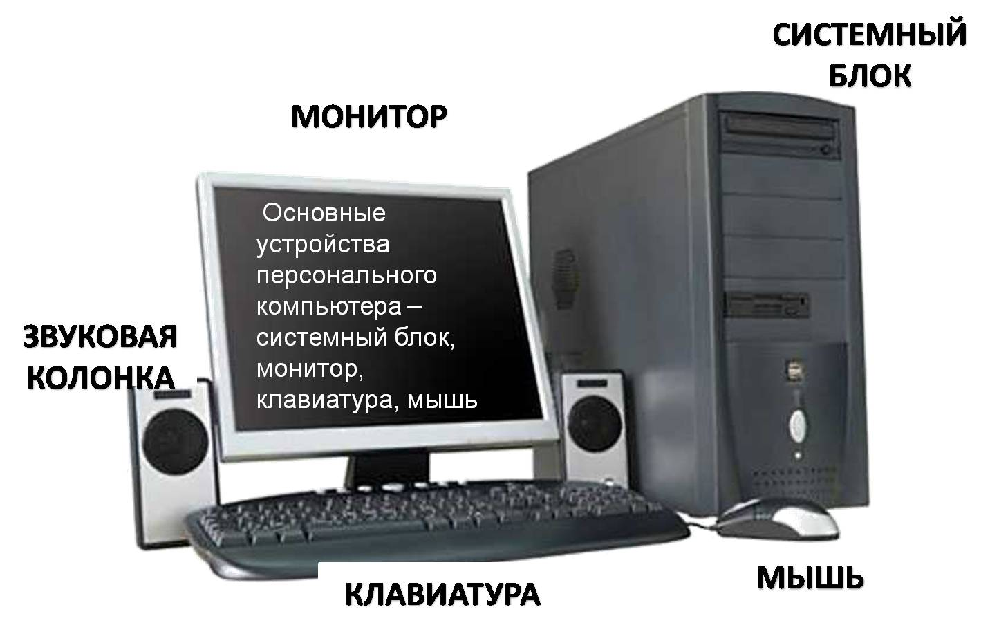 СИСТЕМНЫЙ
БЛОК
МОНИТОР
Основные
устройства
персонального
компьютера –
системный блок,
монитор,
клавиатура, мышь
ЗВУКОВАЯ
КОЛОНКА
МЫШЬ
КЛАВИАТУРА